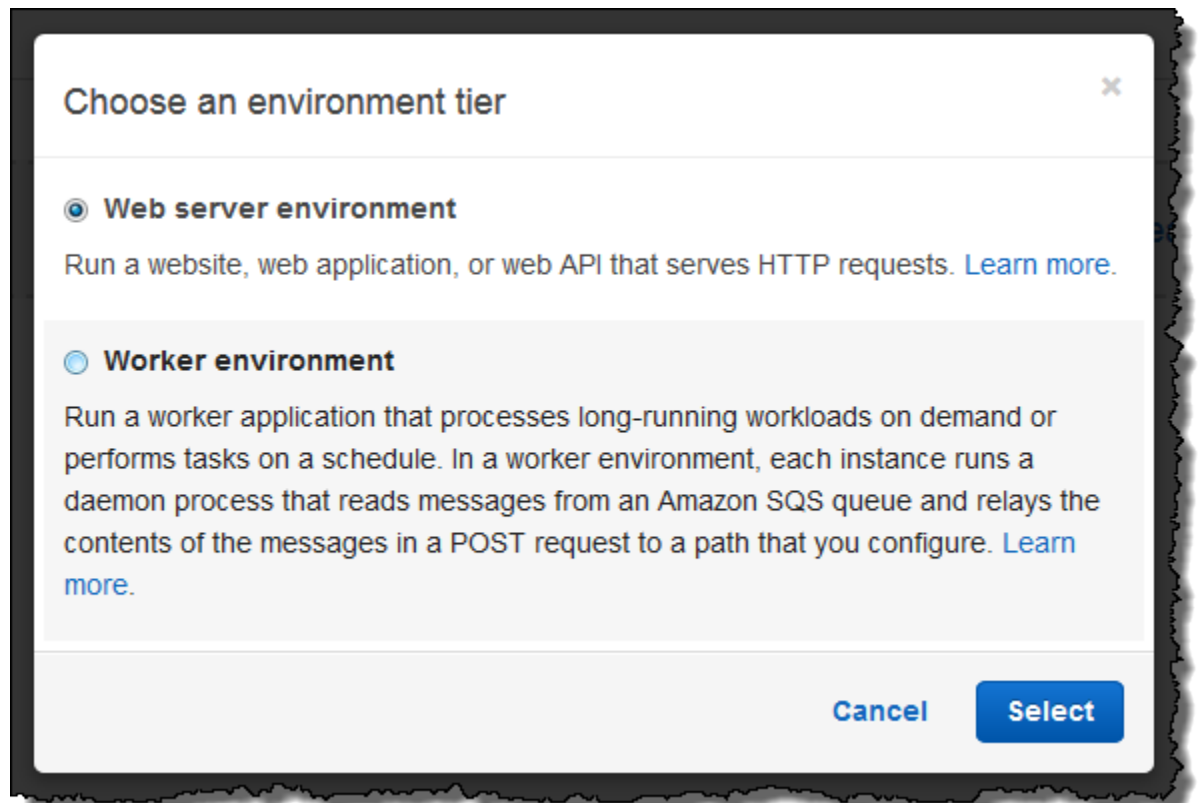 Choose an environment tier
×
Web server environment
Run a website, web application, or web API that serves HTTP requests. Learn more.
Worker environment
Run a worker application that processes long-running workloads on demand or
performs tasks on a schedule. In a worker environment, each instance runs a
daemon process that reads messages from an Amazon SQS queue and relays the
contents of the messages in a POST request to a path that you configure. Learn
more.
Cancel
Select